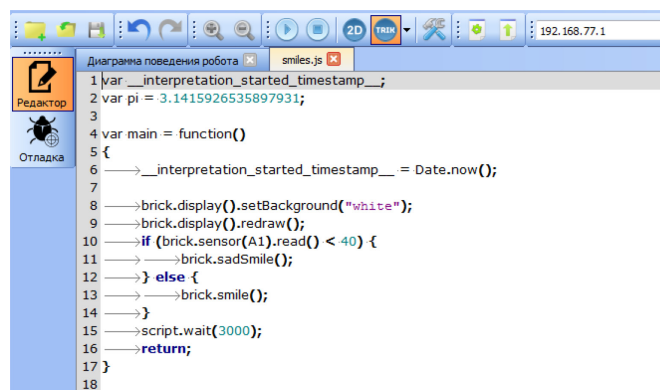 2D TRIK 192.168.77.1
Диаграмма поведения робота smiles.js
Редактор
Отладка
1 var __interpretation_started_timestamp__;
2 var pi = 3.1415926535897931;
3
4 var main = function()
5 {
6 __interpretation_started_timestamp__ = Date.now();
7
8 brick.display().setBackground("white");
9 brick.display().redraw();
10 if (brick.sensor(A1).read() < 40) {
11 brick.sadSmile();
12 } else {
13 brick.smile();
14 }
15 script.wait(3000);
16 return;
17 }
18